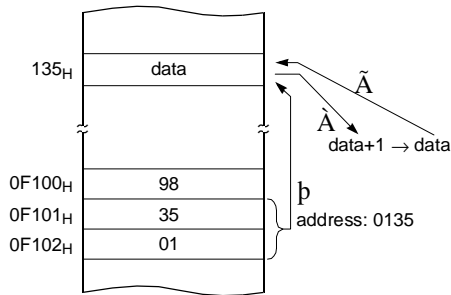 135H data
Ã
À
data+1 → data
þ
0F100H 98
0F101H 35
address: 0135
0F102H 01